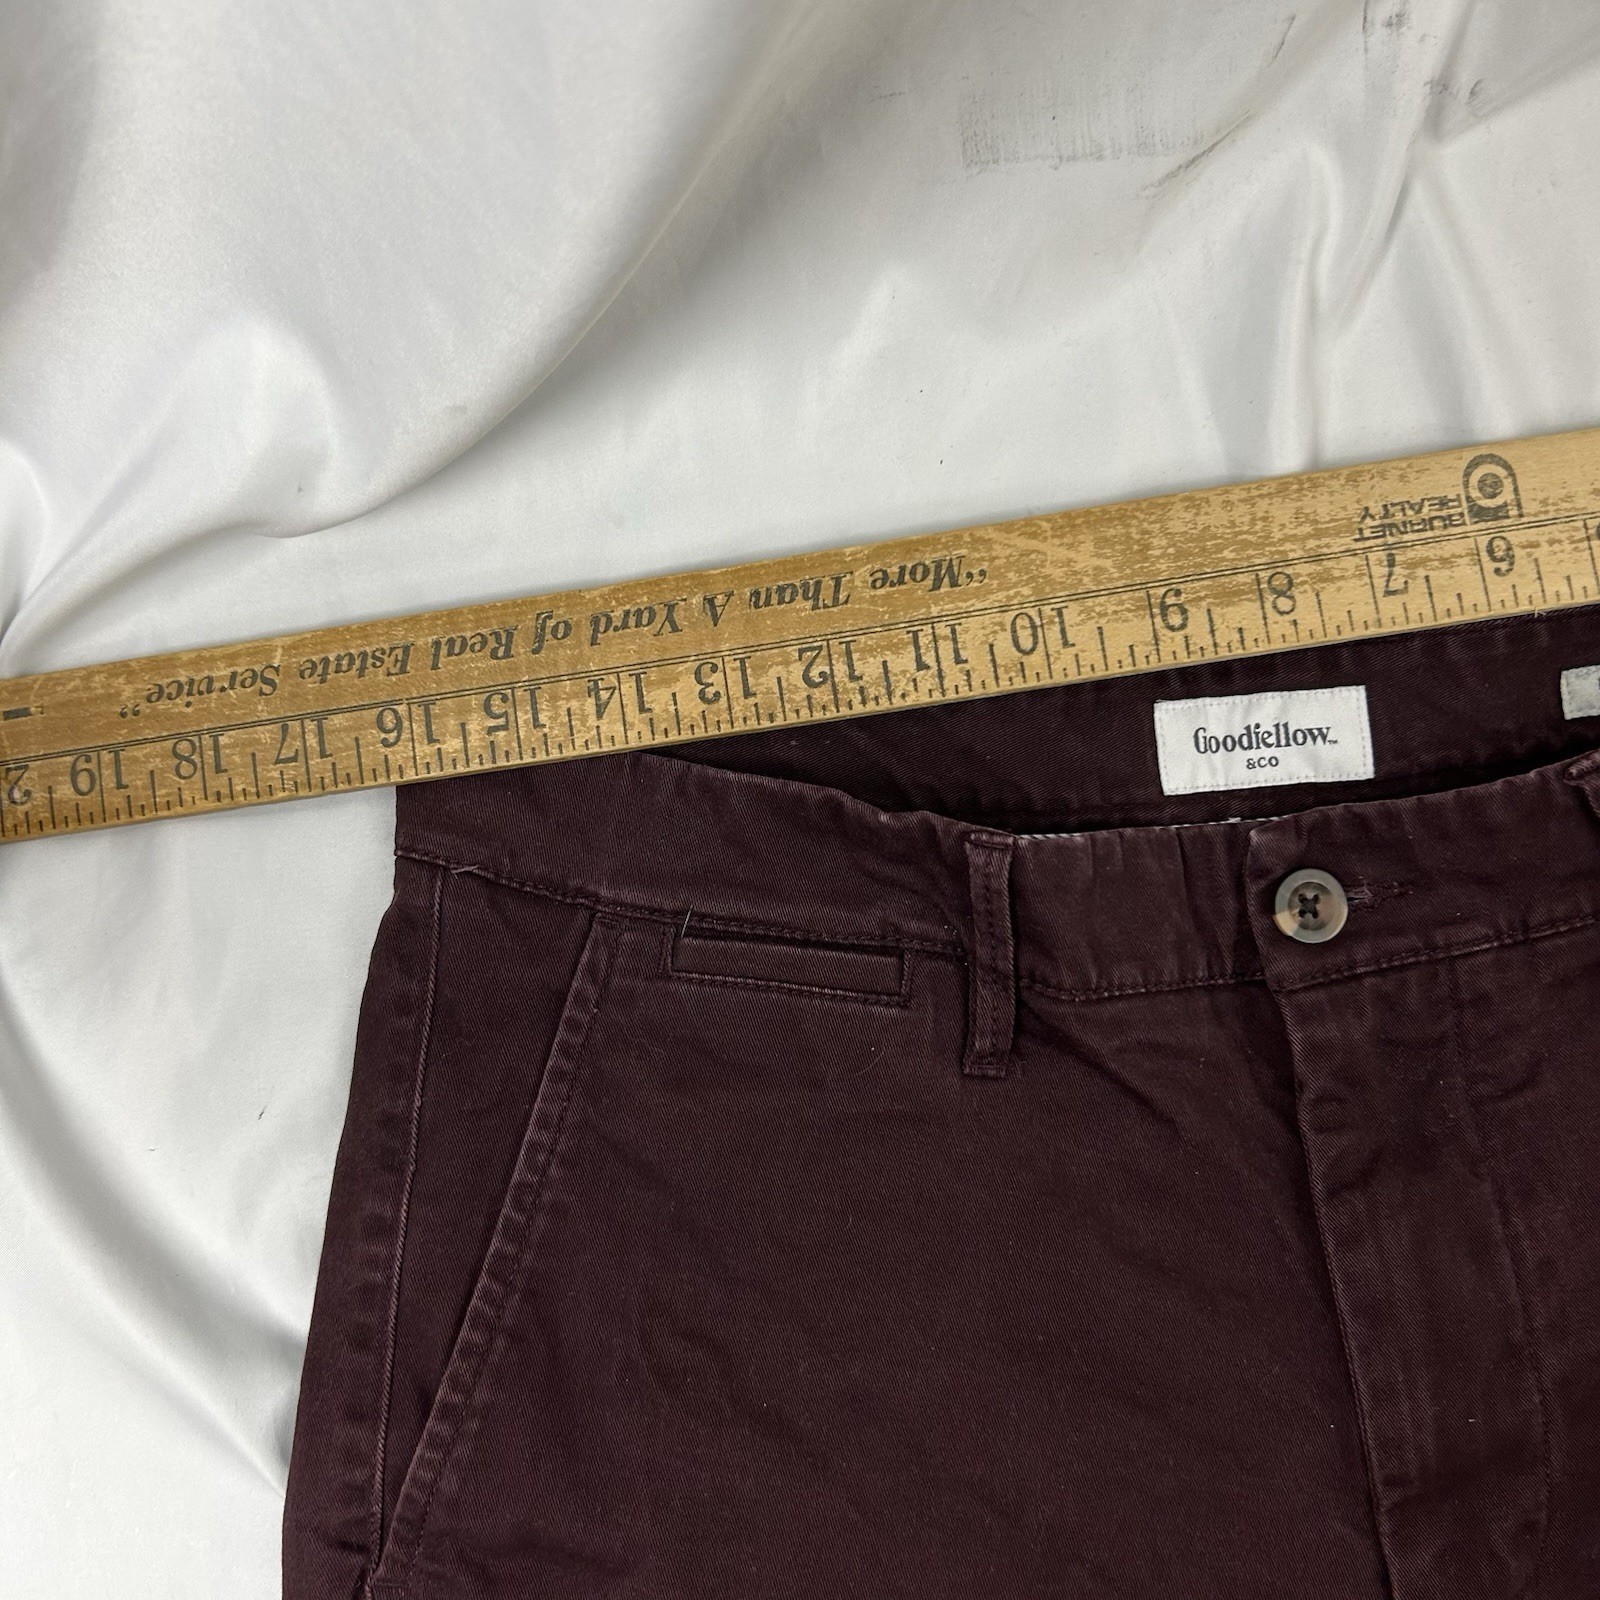 "More Than A Yard of Real Estate Service"
BURNET
REALTY
6 7 8 9 10 11 12 13 14 15 16 17 18 19 2
Goodfellow™
&CO